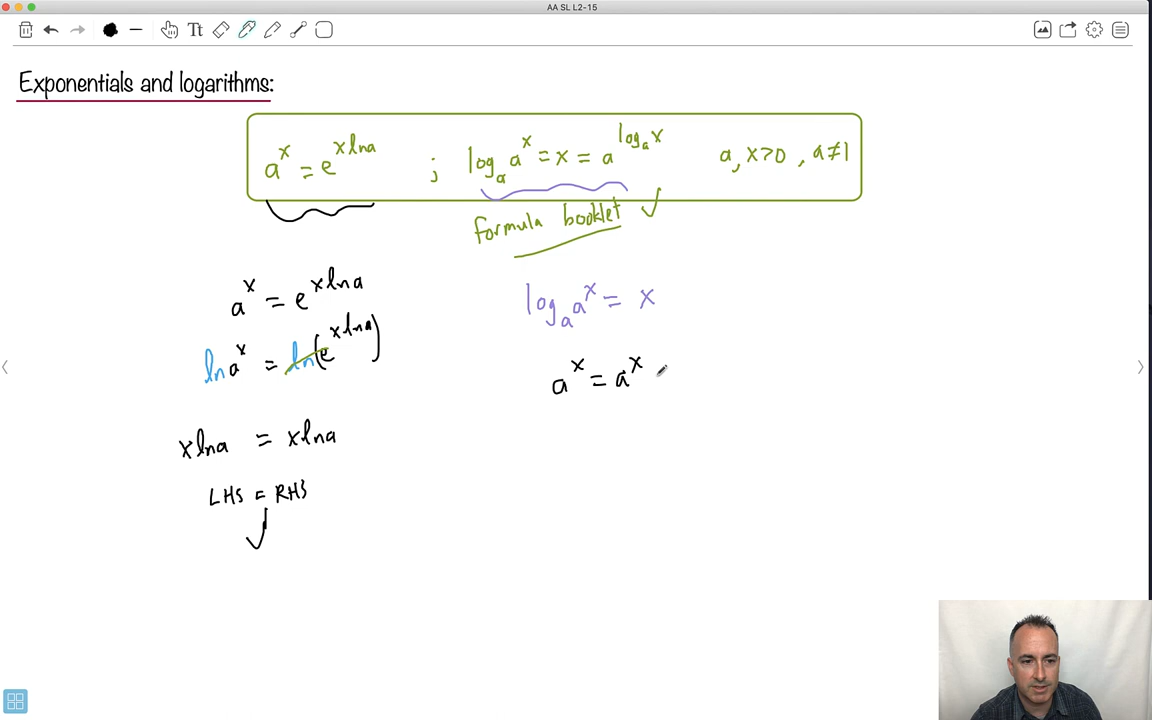 AA SL L2-15
Tt
Exponentials and logarithms:
a^x = e^(x ln a) ; log_a a^x = x = a^(log_a x) a, x>0 , a≠1
formula booklet ✓
a^x = e^(x ln a)
ln a^x = ln(e^(x ln a))
x ln a = x ln a
LHS = RHS
✓
log_a a^x = x
a^x = a^x